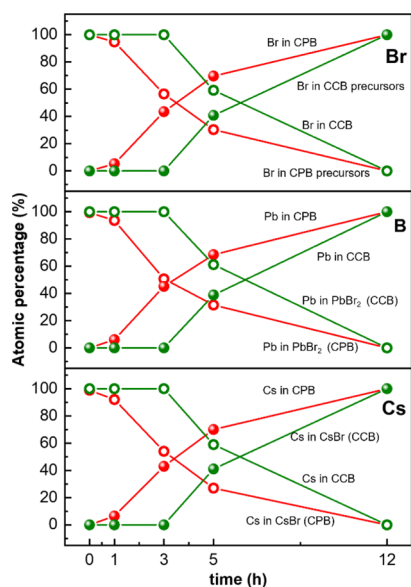 Atomic percentage (%)
100
80
60
40
20
0
Br in CPB
Br
Br in CCB precursors
Br in CCB
Br in CPB precursors
100
80
60
40
20
0
Pb in CPB
B
Pb in CCB
Pb in PbBr₂ (CCB)
Pb in PbBr₂ (CPB)
100
80
60
40
20
0
Cs in CPB
Cs
Cs in CsBr (CCB)
Cs in CCB
Cs in CsBr (CPB)
0 1 3 5 12
time (h)